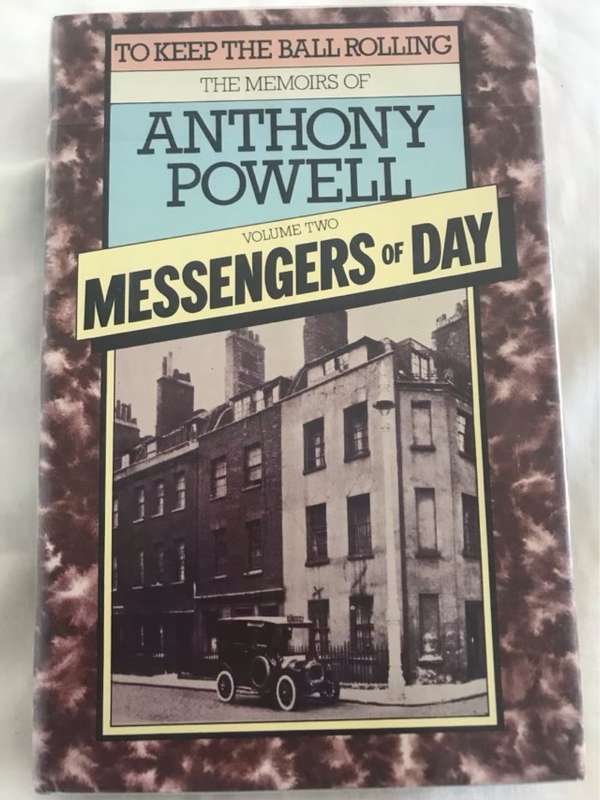 TO KEEP THE BALL ROLLING
THE MEMOIRS OF
ANTHONY
POWELL
VOLUME TWO
MESSENGERS OF DAY